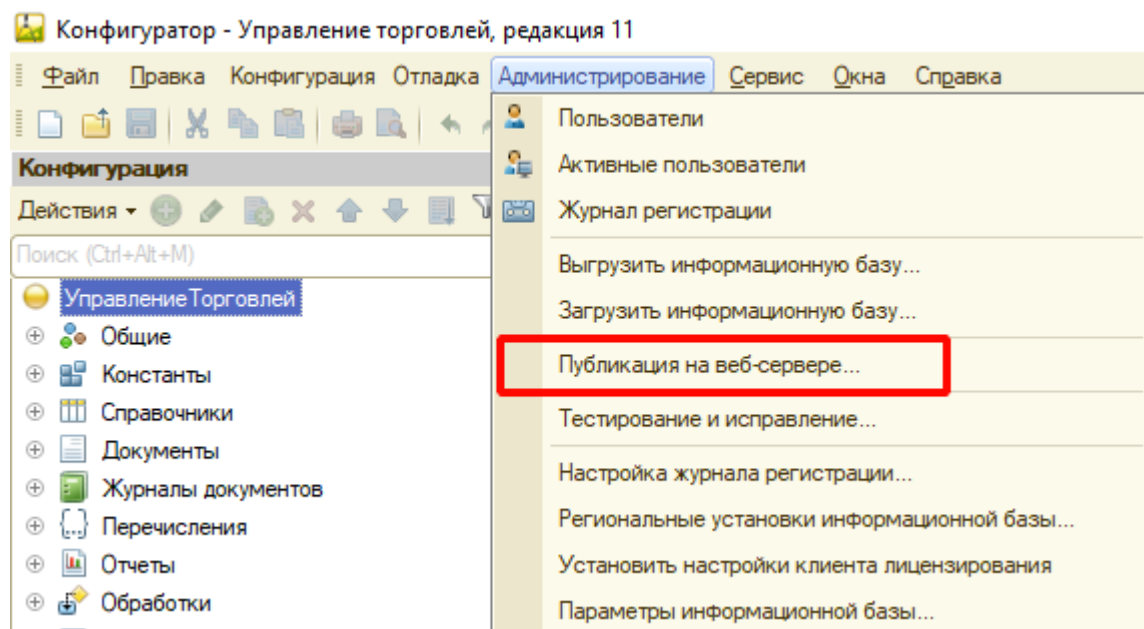 Конфигуратор - Управление торговлей, редакция 11
Файл Правка Конфигурация Отладка Администрирование Сервис Окна Справка
Конфигурация
Действия
Поиск (Ctrl+Alt+M)
УправлениеТорговлей
Общие
Константы
Справочники
Документы
Журналы документов
Перечисления
Отчеты
Обработки
Пользователи
Активные пользователи
Журнал регистрации
Выгрузить информационную базу...
Загрузить информационную базу...
Публикация на веб-сервере...
Тестирование и исправление...
Настройка журнала регистрации...
Региональные установки информационной базы...
Установить настройки клиента лицензирования
Параметры информационной базы...